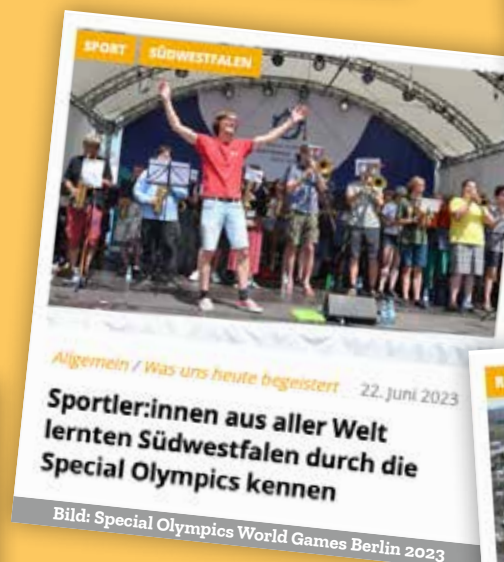 SPORT SÜDWESTFALEN
Allgemein / Was uns heute begeistert 22. Juni 2023
Sportler:innen aus aller Welt
lernten Südwestfalen durch die
Special Olympics kennen
Bild: Special Olympics World Games Berlin 2023